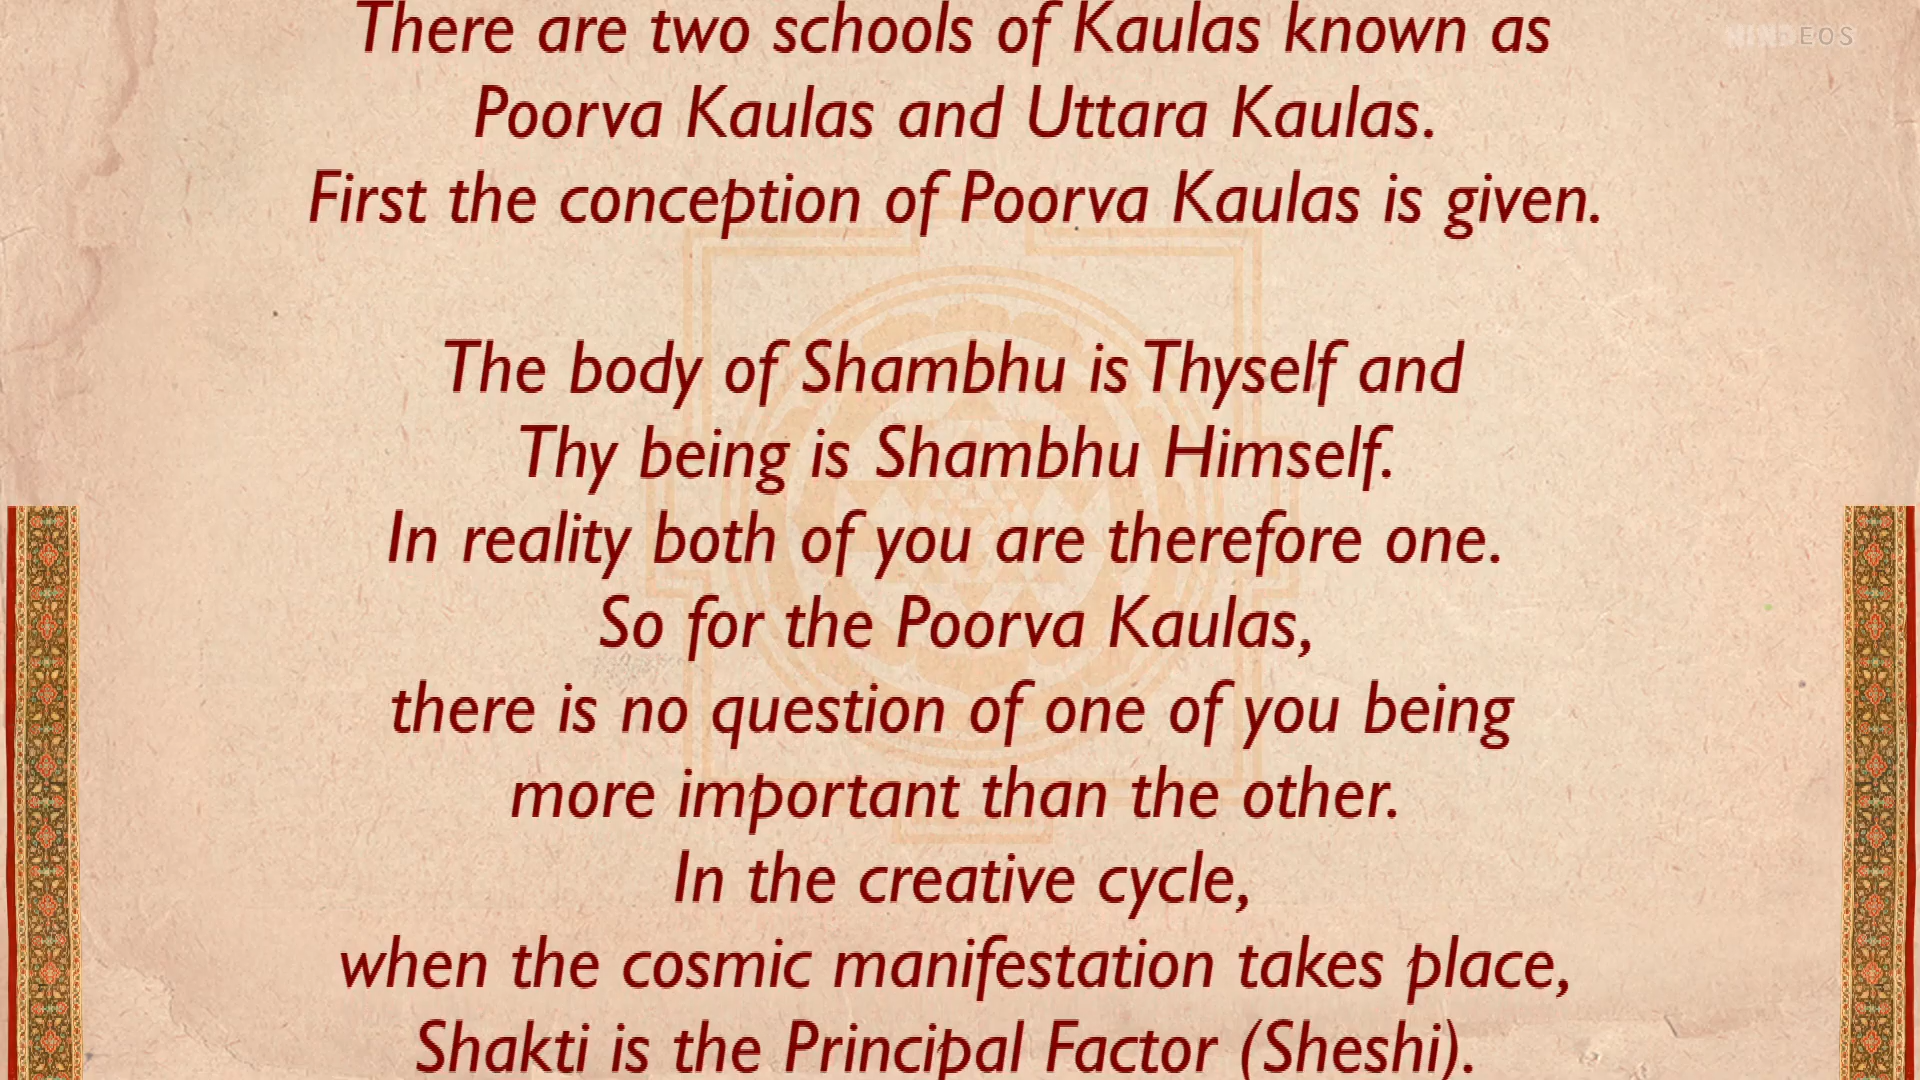 There are two schools of Kaulas known as
Poorva Kaulas and Uttara Kaulas.
First the conception of Poorva Kaulas is given.
The body of Shambhu is Thyself and
Thy being is Shambhu Himself.
In reality both of you are therefore one.
So for the Poorva Kaulas,
there is no question of one of you being
more important than the other.
In the creative cycle,
when the cosmic manifestation takes place,
Shakti is the Principal Factor (Sheshi).